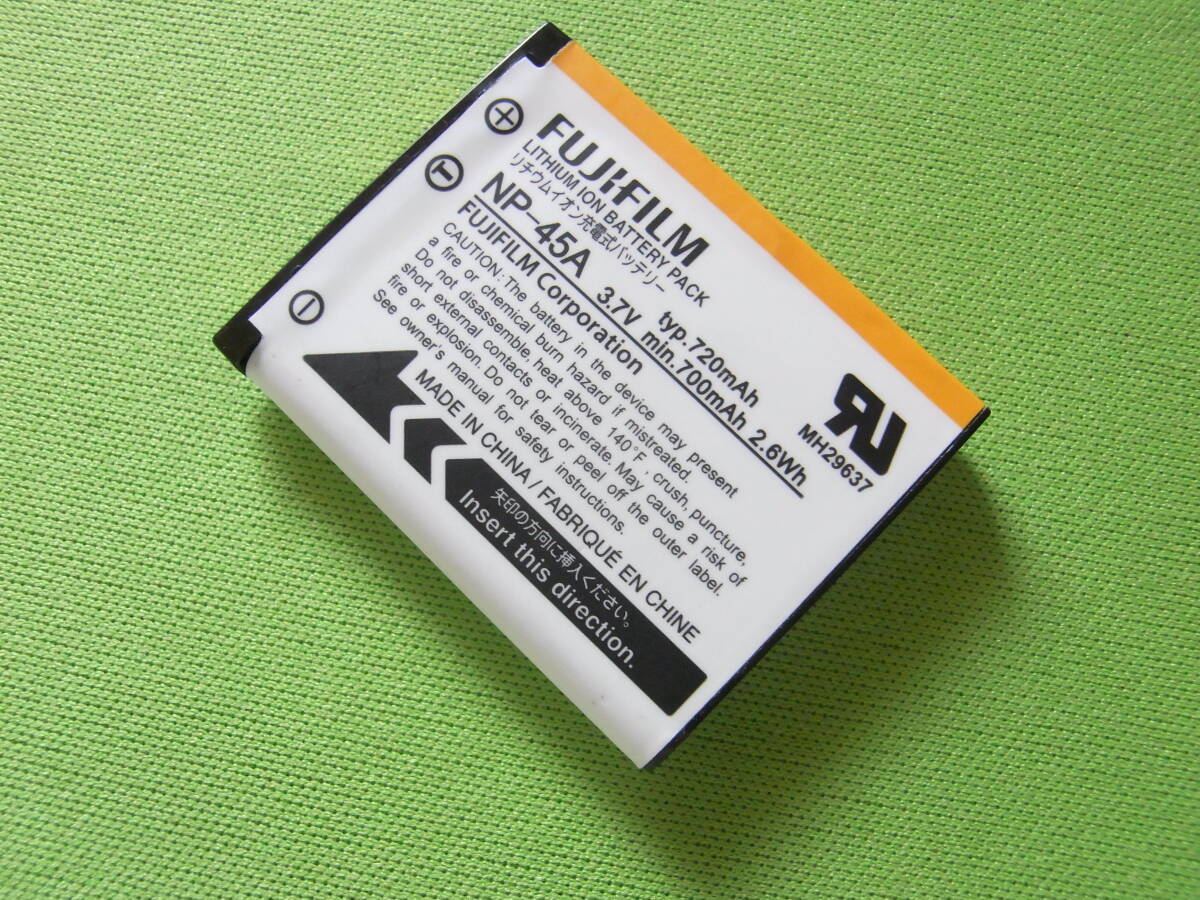 FUJIFILM
LITHIUM ION BATTERY PACK
リチウムイオン充電式バッテリー
NP-45A 3.7V typ.720mAh min.700mAh 2.6Wh
FUJIFILM Corporation
CAUTION: The battery in the device may present
a fire or chemical burn hazard if mistreated.
Do not disassemble, heat above 140°F, crush, puncture,
short external contacts or incinerate. May cause a risk of
fire or explosion. Do not tear or peel off the outer label.
See owner's manual for safety instructions.
MADE IN CHINA / FABRIQUÉ EN CHINE
矢印の方向に挿入ください。
Insert this direction.
+
T
−
RU
MH29637